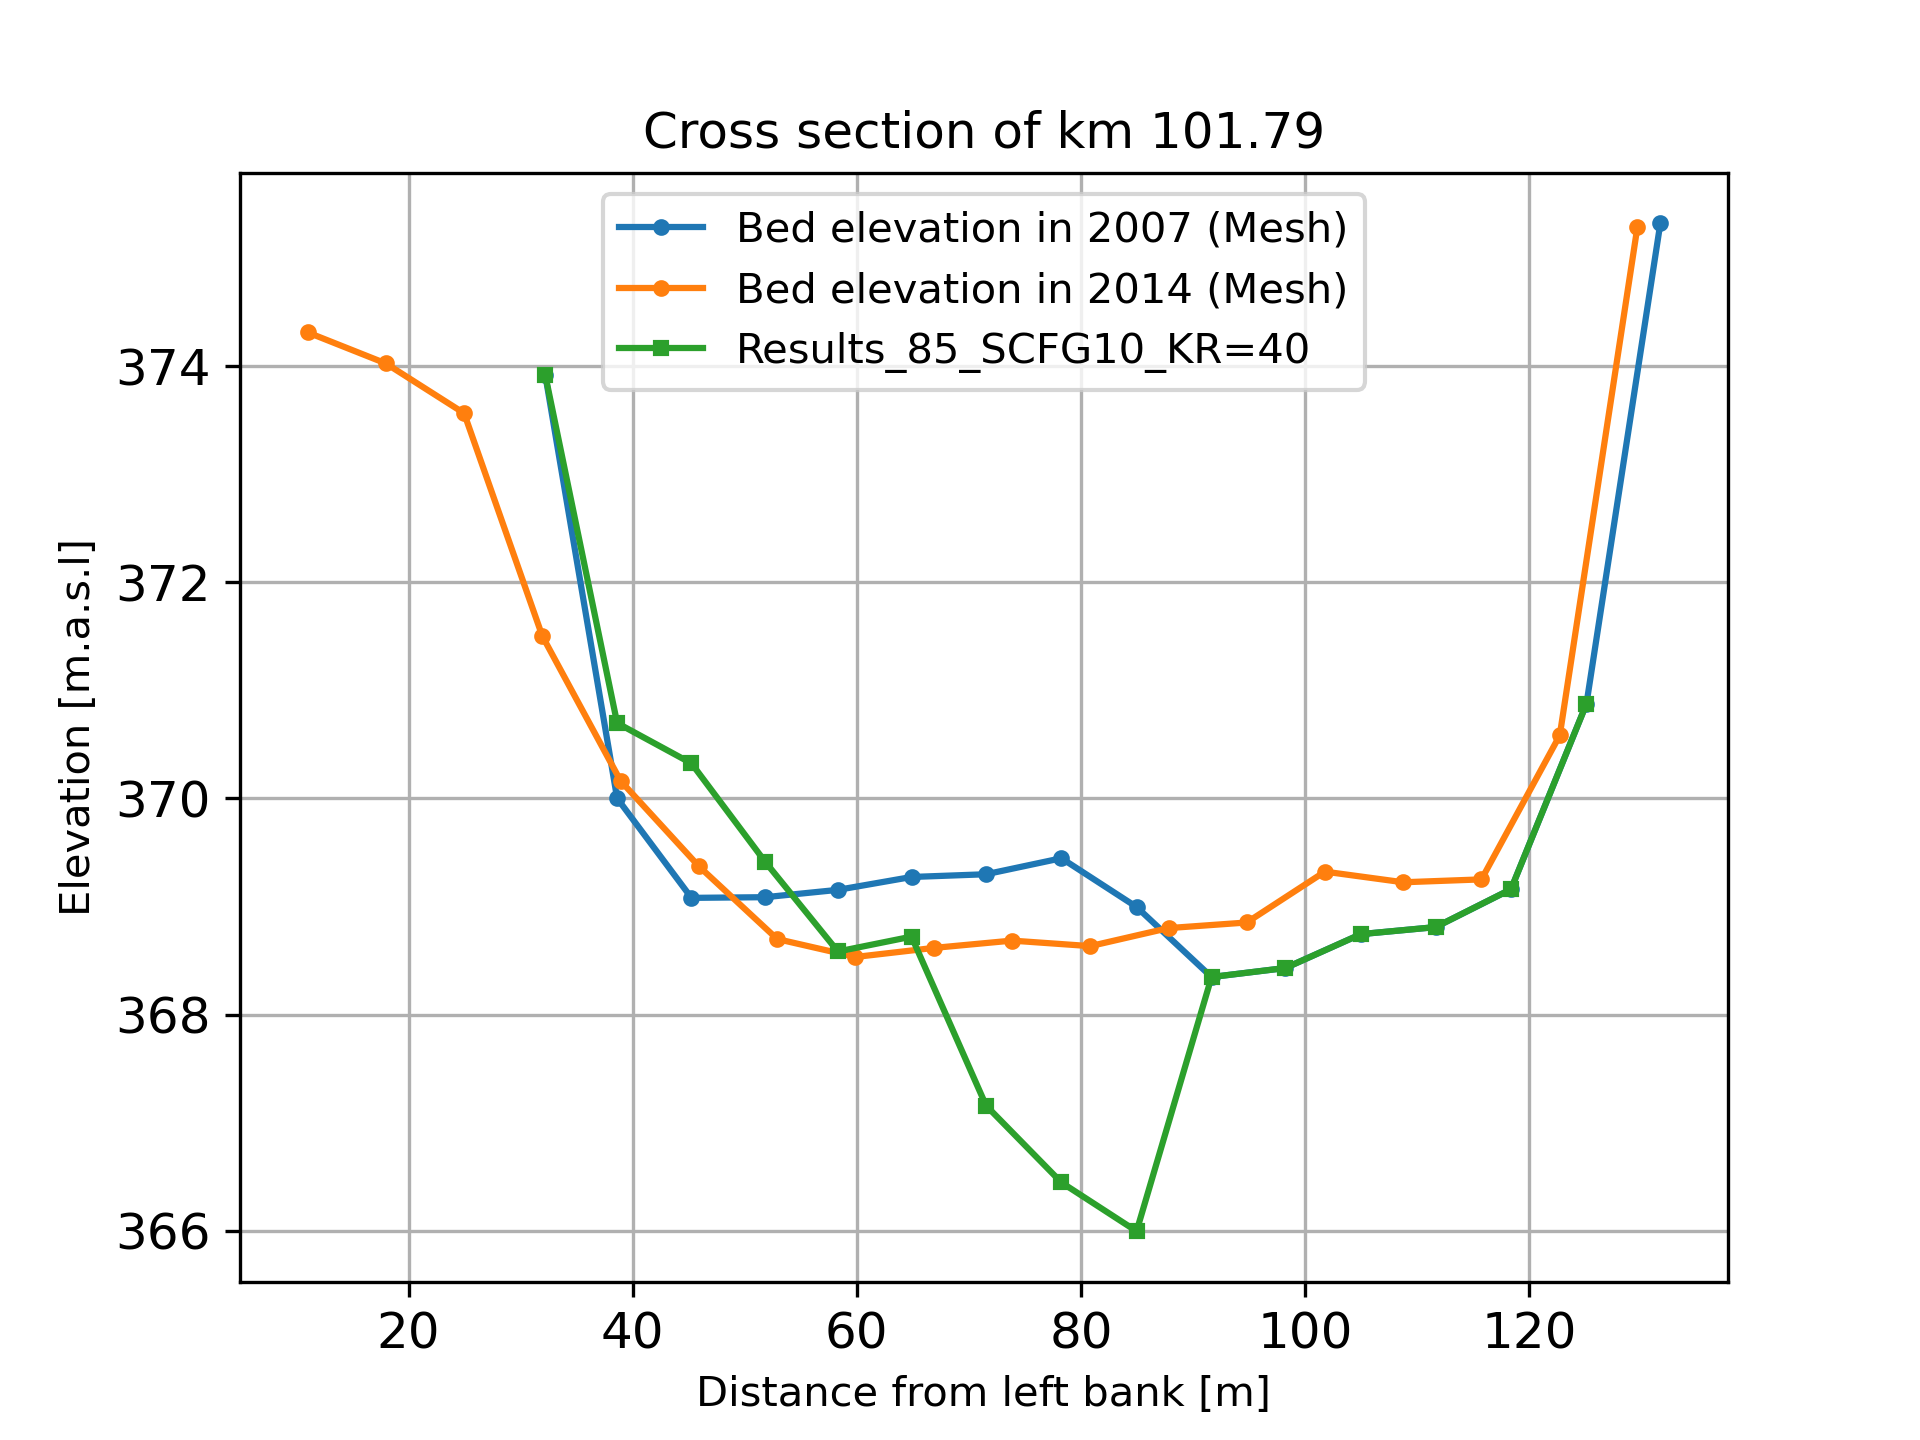 Cross section of km 101.79
Bed elevation in 2007 (Mesh)
Bed elevation in 2014 (Mesh)
Results_85_SCFG10_KR=40
374
372
370
368
366
Elevation [m.a.s.l]
20 40 60 80 100 120
Distance from left bank [m]